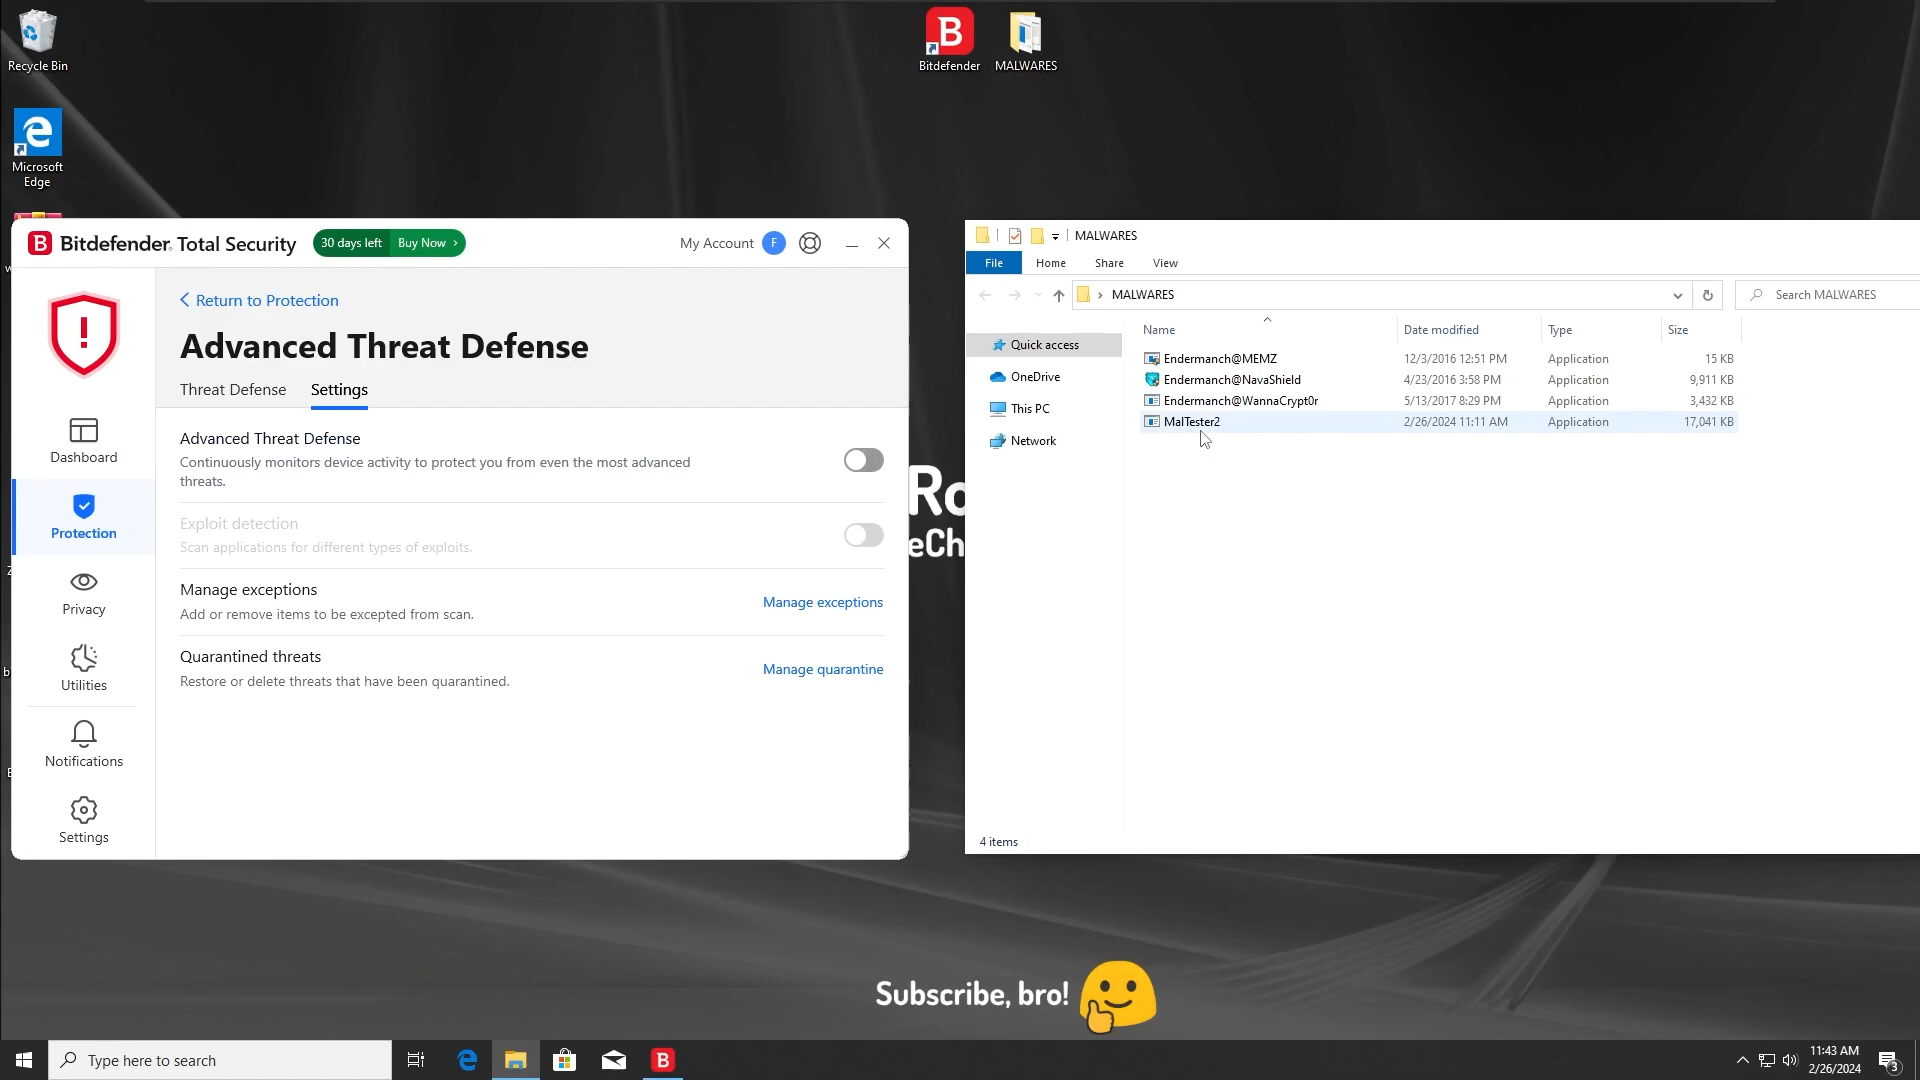 Recycle Bin
Microsoft
Edge
Bitdefender
MALWARES
B Bitdefender Total Security
30 days left
Buy Now ›
My Account
F
Dashboard
Protection
Privacy
Utilities
Notifications
Settings
Return to Protection
Advanced Threat Defense
Threat Defense
Settings
Advanced Threat Defense
Continuously monitors device activity to protect you from even the most advanced
threats.
Exploit detection
Scan applications for different types of exploits.
Manage exceptions
Add or remove items to be excepted from scan.
Manage exceptions
Quarantined threats
Restore or delete threats that have been quarantined.
Manage quarantine
Ro
eCh
MALWARES
File
Home
Share
View
MALWARES
Search MALWARES
Quick access
OneDrive
This PC
Network
Name
Date modified
Type
Size
Endermanch@MEMZ 12/3/2016 12:51 PM Application 15 KB
Endermanch@NavaShield 4/23/2016 3:58 PM Application 9,911 KB
Endermanch@WannaCrypt0r 5/13/2017 8:29 PM Application 3,432 KB
MalTester2 2/26/2024 11:11 AM Application 17,041 KB
4 items
Subscribe, bro!
Type here to search
11:43 AM
2/26/2024
3